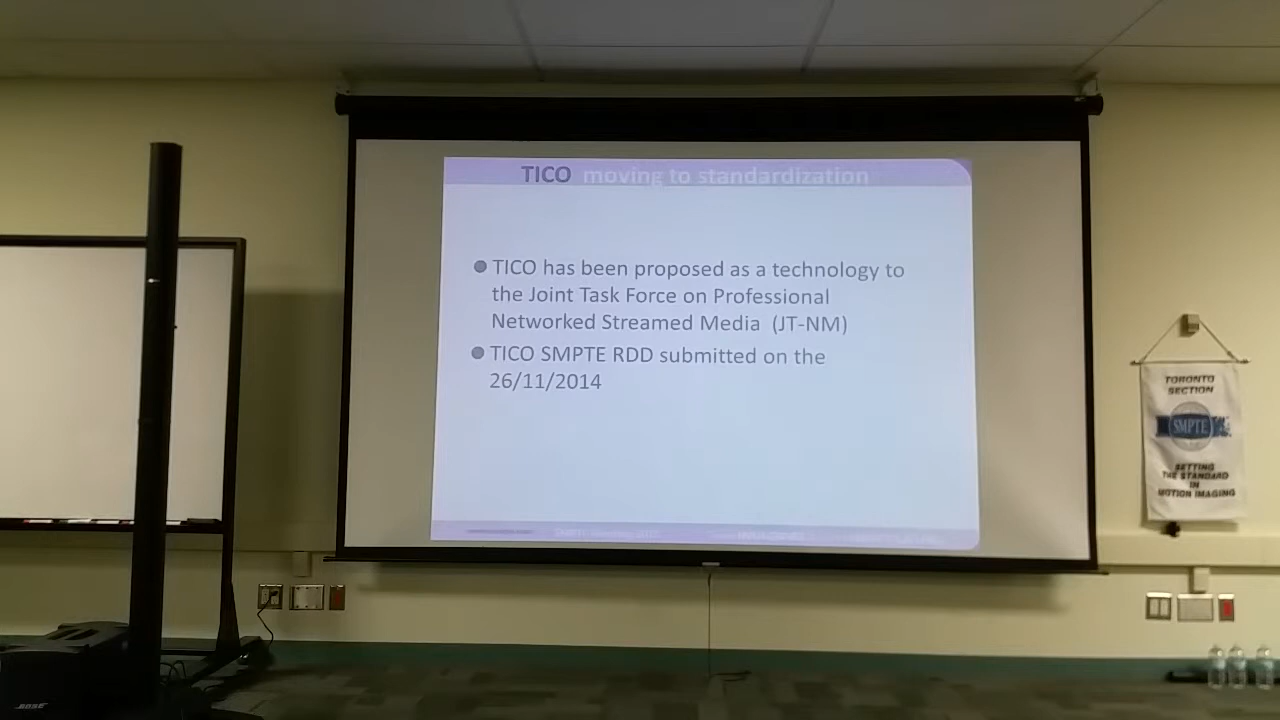 TICO moving to standardization
TICO has been proposed as a technology to
the Joint Task Force on Professional
Networked Streamed Media (JT-NM)
TICO SMPTE RDD submitted on the
26/11/2014
TORONTO
SECTION
SMPTE
SETTING
THE STANDARD
IN
MOTION IMAGING
BOSE